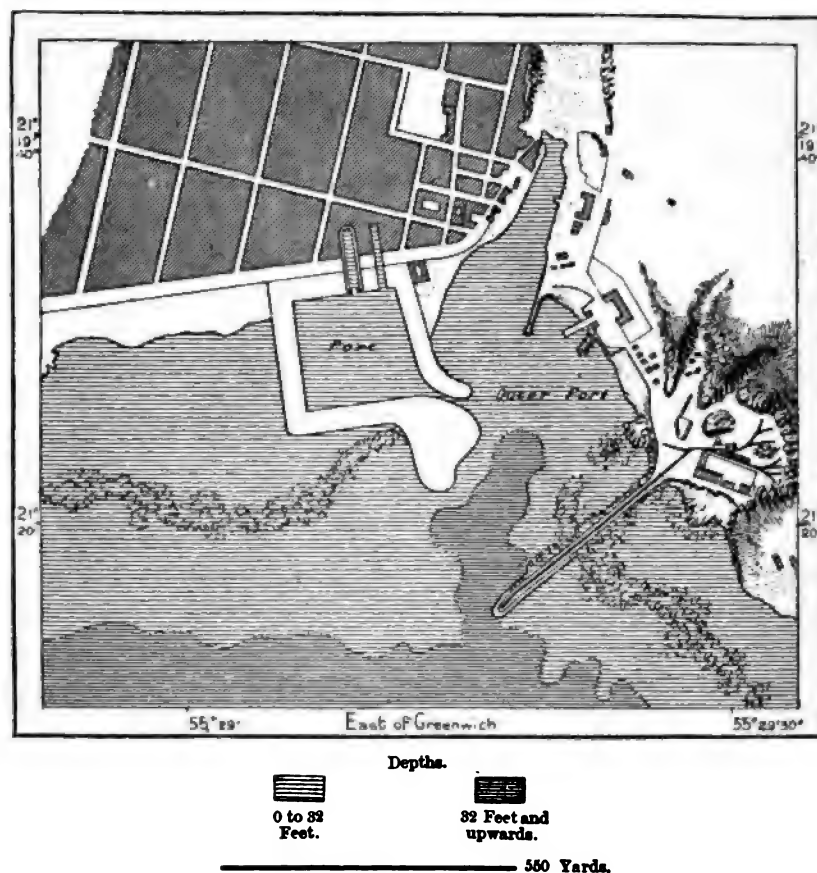 21°
19'
40"
21°
19'
40"
Port
Outer Port
21°
20'
21°
20'
55°29'
East of Greenwich
55°29'30"
Depths.
0 to 32
Feet.
32 Feet and
upwards.
550 Yards.